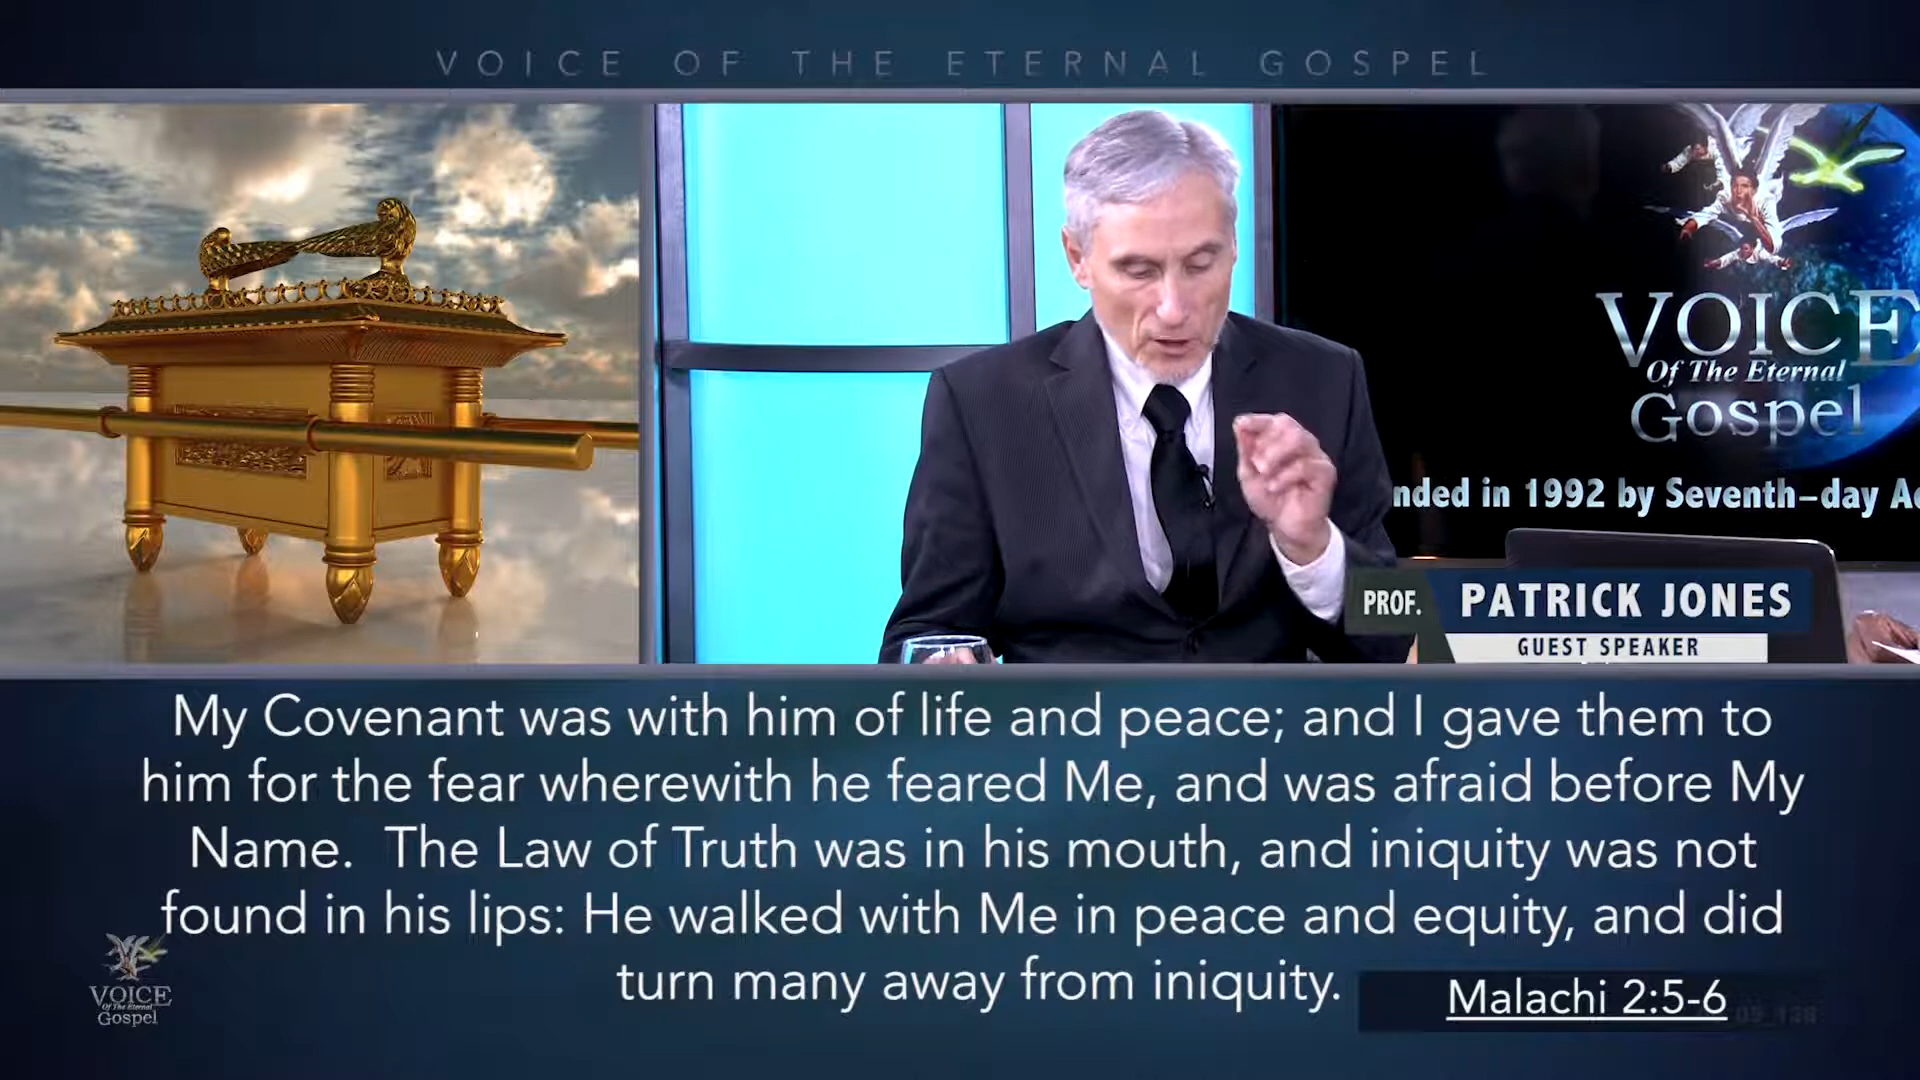 VOICE OF THE ETERNAL GOSPEL
VOICE
Of The Eternal
Gospel
nded in 1992 by Seventh-day
PROF. PATRICK JONES
GUEST SPEAKER
My Covenant was with him of life and peace; and I gave them to
him for the fear wherewith he feared Me, and was afraid before My
Name.  The Law of Truth was in his mouth, and iniquity was not
found in his lips: He walked with Me in peace and equity, and did
turn many away from iniquity.
Malachi 2:5-6
VOICE
Of The Eternal
Gospel